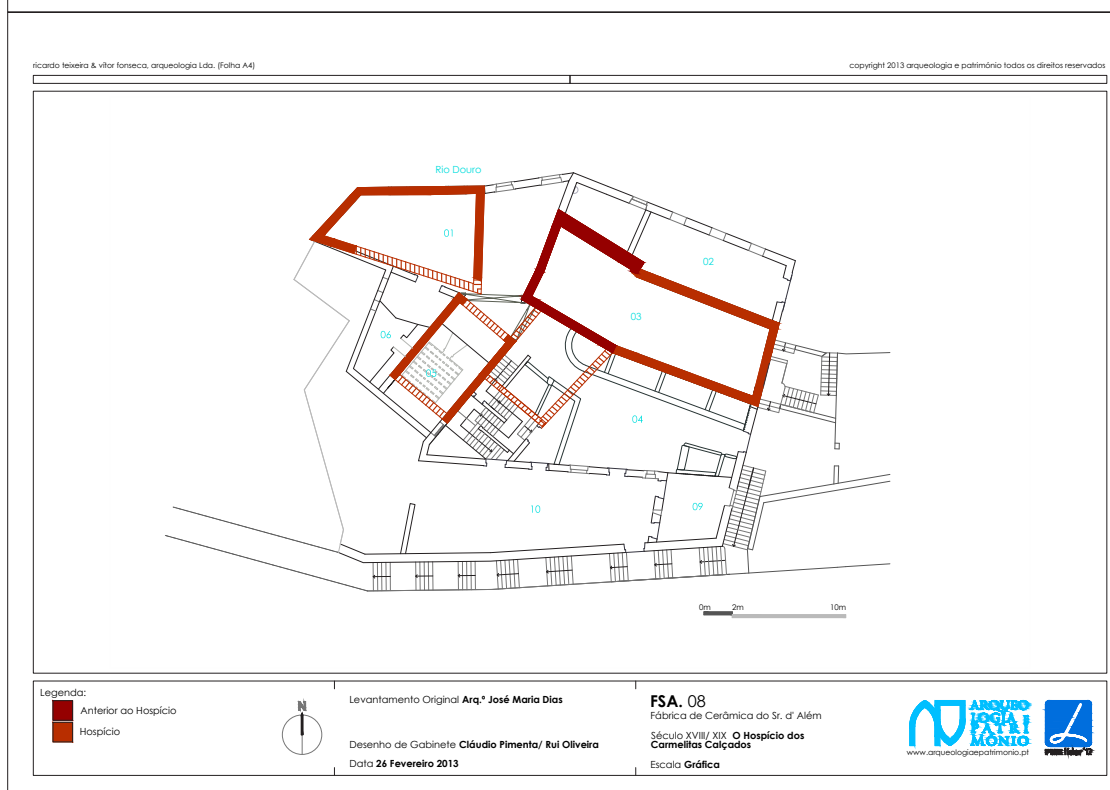 ricardo teixeira & vítor fonseca, arqueologia Lda. (Folha A4)
copyright 2013 arqueologia e património todos os direitos reservados
Rio Douro
01
02
03
06
04
09
10
0m 2m 10m
Legenda:
Anterior ao Hospício
Hospício
N
Levantamento Original Arq.º José Maria Dias
Desenho de Gabinete Cláudio Pimenta/ Rui Oliveira
Data 26 Fevereiro 2013
FSA. 08
Fábrica de Cerâmica do Sr. d' Além
Século XVIII/ XIX O Hospício dos
Carmelitas Calçados
Escala Gráfica
ARQUEO
LOGIA E
PATRI
MÓNIO
www.arqueologiaepatrimonio.pt